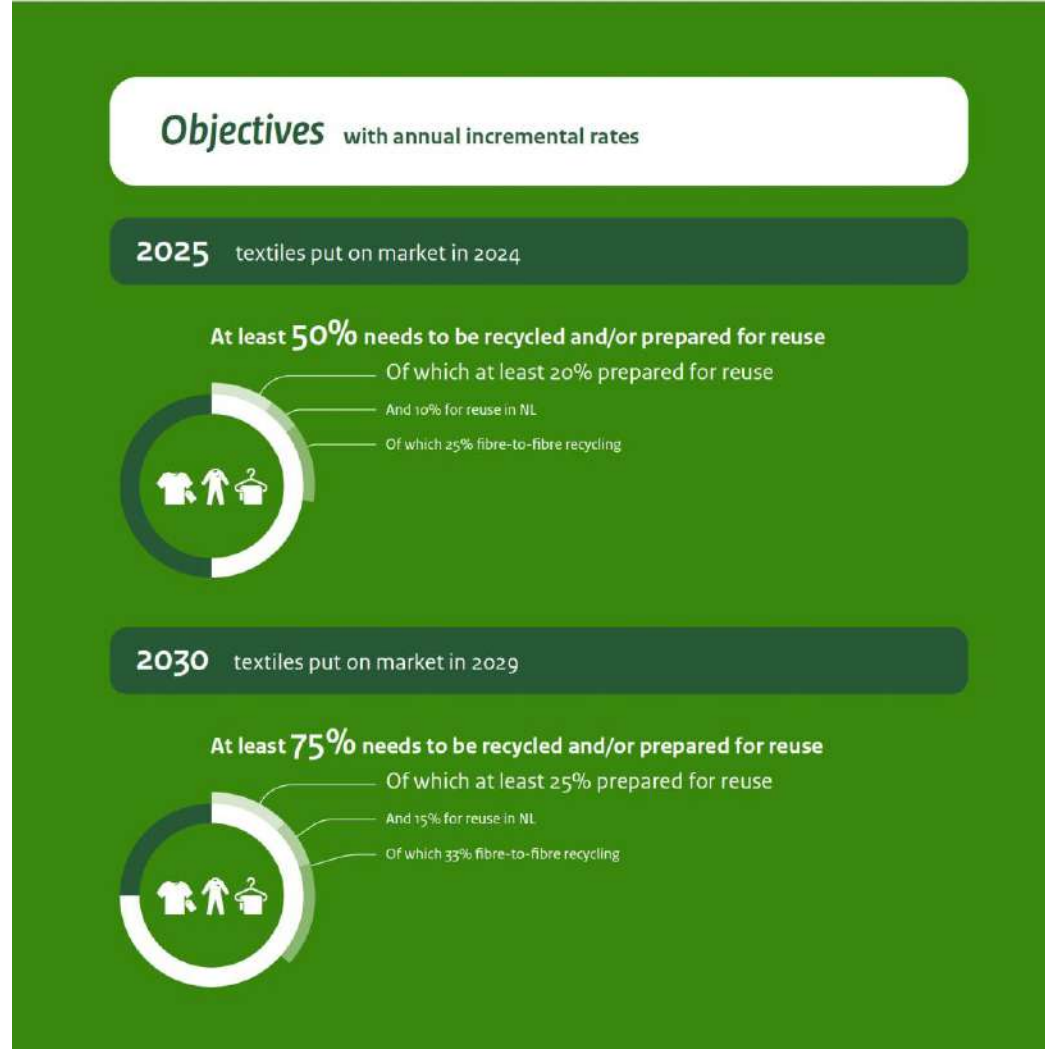 Objectives with annual incremental rates
2025 textiles put on market in 2024
At least 50% needs to be recycled and/or prepared for reuse
Of which at least 20% prepared for reuse
And 10% for reuse in NL
Of which 25% fibre-to-fibre recycling
2030 textiles put on market in 2029
At least 75% needs to be recycled and/or prepared for reuse
Of which at least 25% prepared for reuse
And 15% for reuse in NL
Of which 33% fibre-to-fibre recycling